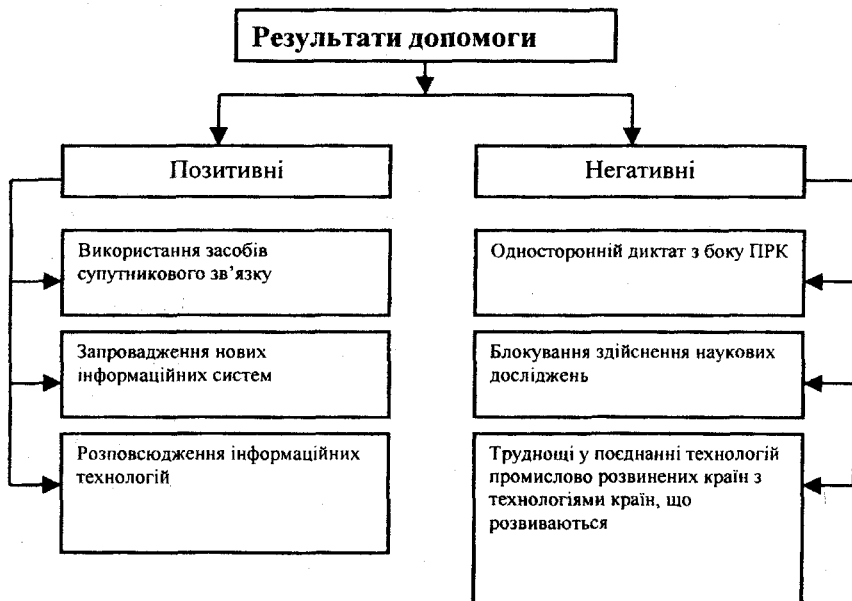 Результати допомоги
Позитивні
Використання засобів
супутникового зв’язку
Запровадження нових
інформаційних систем
Розповсюдження інформаційних
технологій
Негативні
Односторонній диктат з боку ПРК
Блокування здійснення наукових
досліджень
Труднощі у поєднанні технологій
промислово розвинених країн з
технологіями країн, що
розвиваються